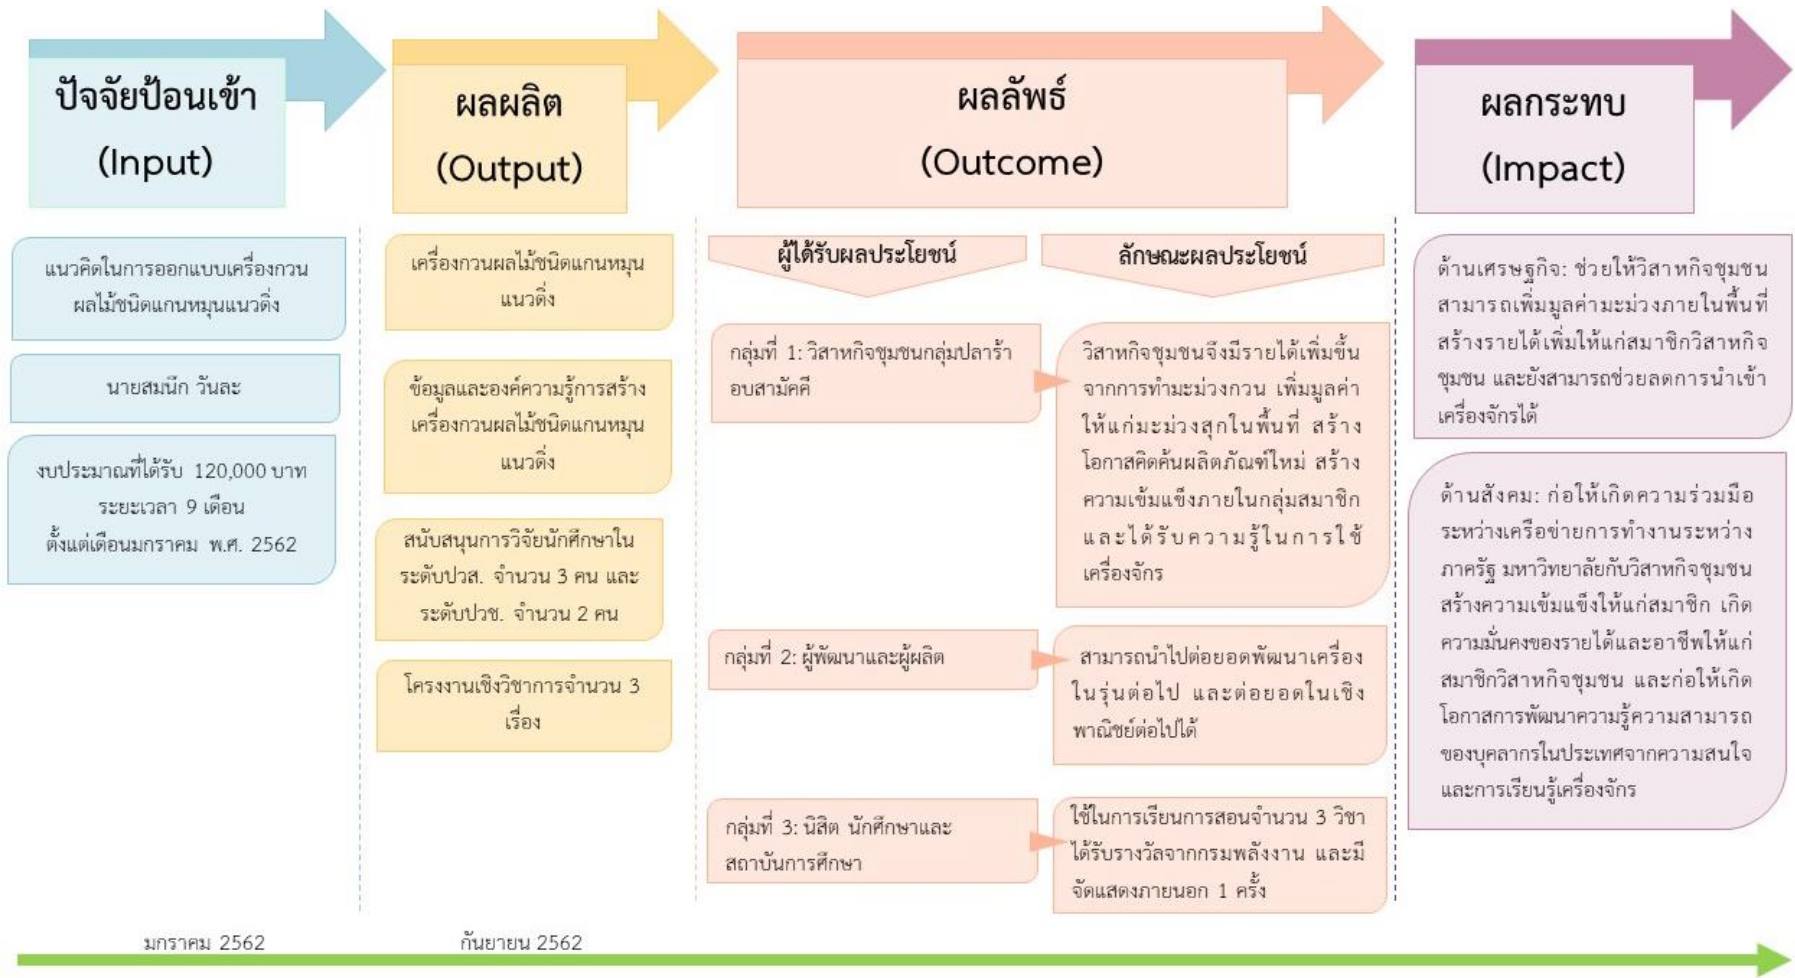 ปัจจัยป้อนเข้า
(Input)
แนวคิดในการออกแบบเครื่องกวน
ผลไม้ชนิดแกนหมุนแนวดิ่ง
นายสมนึก วันละ
งบประมาณที่ได้รับ 120,000 บาท
ระยะเวลา 9 เดือน
ตั้งแต่เดือนมกราคม พ.ศ. 2562
ผลผลิต
(Output)
เครื่องกวนผลไม้ชนิดแกนหมุน
แนวดิ่ง
ข้อมูลและองค์ความรู้การสร้าง
เครื่องกวนผลไม้ชนิดแกนหมุน
แนวดิ่ง
สนับสนุนการวิจัยนักศึกษาใน
ระดับปวส. จำนวน 3 คน และ
ระดับปวช. จำนวน 2 คน
โครงงานเชิงวิชาการจำนวน 3
เรื่อง
ผลลัพธ์
(Outcome)
ผู้ได้รับผลประโยชน์
ลักษณะผลประโยชน์
กลุ่มที่ 1: วิสาหกิจชุมชนกลุ่มปลาร้า
อบสามัคคี
วิสาหกิจชุมชนจึงมีรายได้เพิ่มขึ้น
จากการทำมะม่วงกวน เพิ่มมูลค่า
ให้แก่มะม่วงสุกในพื้นที่ สร้าง
โอกาสคิดค้นผลิตภัณฑ์ใหม่ สร้าง
ความเข้มแข็งภายในกลุ่มสมาชิก
และได้รับความรู้ในการใช้
เครื่องจักร
กลุ่มที่ 2: ผู้พัฒนาและผู้ผลิต
สามารถนำไปต่อยอดพัฒนาเครื่อง
ในรุ่นต่อไป และต่อยอดในเชิง
พาณิชย์ต่อไปได้
กลุ่มที่ 3: นิสิต นักศึกษาและ
สถาบันการศึกษา
ใช้ในการเรียนการสอนจำนวน 3 วิชา
ได้รับรางวัลจากกรมพลังงาน และมี
จัดแสดงภายนอก 1 ครั้ง
ผลกระทบ
(Impact)
ด้านเศรษฐกิจ: ช่วยให้วิสาหกิจชุมชน
สามารถเพิ่มมูลค่ามะม่วงภายในพื้นที่
สร้างรายได้เพิ่มให้แก่สมาชิกวิสาหกิจ
ชุมชน และยังสามารถช่วยลดการนำเข้า
เครื่องจักรได้
ด้านสังคม: ก่อให้เกิดความร่วมมือ
ระหว่างเครือข่ายการทำงานระหว่าง
ภาครัฐ มหาวิทยาลัยกับวิสาหกิจชุมชน
สร้างความเข้มแข็งให้แก่สมาชิก เกิด
ความมั่นคงของรายได้และอาชีพให้แก่
สมาชิกวิสาหกิจชุมชน และก่อให้เกิด
โอกาสการพัฒนาความรู้ความสามารถ
ของบุคลากรในประเทศจากความสนใจ
และการเรียนรู้เครื่องจักร
มกราคม 2562
กันยายน 2562